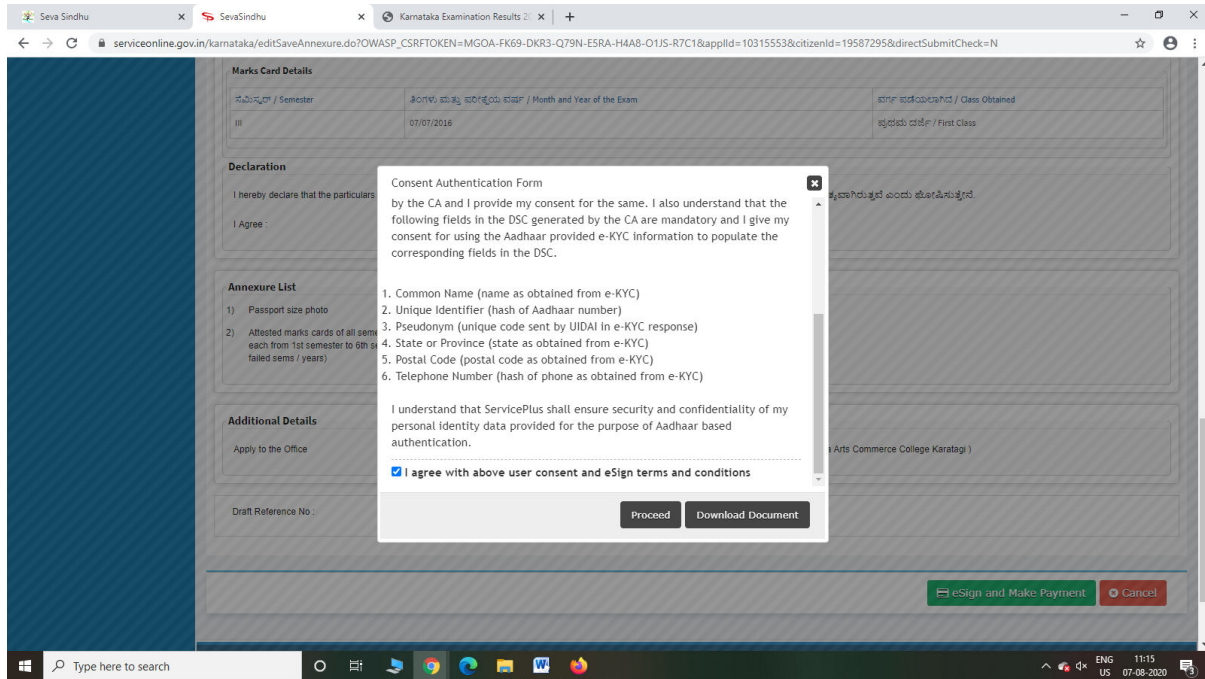 Seva Sindhu
SevaSindhu
Karnataka Examination Results 20
serviceonline.gov.in/karnataka/editSaveAnnexure.do?OWASP_CSRFTOKEN=MGOA-FK69-DKR3-Q79N-E5RA-H4A8-O1JS-R7C1&applId=10315553&citizenId=19587295&directSubmitCheck=N
Marks Card Details
ಸೆಮಿಸ್ಟರ್ / Semester ತಿಂಗಳು ಮತ್ತು ಪರೀಕ್ಷೆಯ ವರ್ಷ / Month and Year of the Exam ವರ್ಗ ಪಡೆಯಲಾಗಿದೆ / Class Obtained
III 07/07/2016 ಪ್ರಥಮ ದರ್ಜೆ / First Class
Declaration
I hereby declare that the particulars
ಎಂದು ಘೋಷಿಸುತ್ತೇನೆ.
I Agree :
Annexure List
1) Passport size photo
2) Attested marks cards of all seme
each from 1st semester to 6th se
failed sems / years)
Additional Details
Apply to the Office
Arts Commerce College Karatagi )
Draft Reference No :
Consent Authentication Form
by the CA and I provide my consent for the same. I also understand that the
following fields in the DSC generated by the CA are mandatory and I give my
consent for using the Aadhaar provided e-KYC information to populate the
corresponding fields in the DSC.
1. Common Name (name as obtained from e-KYC)
2. Unique Identifier (hash of Aadhaar number)
3. Pseudonym (unique code sent by UIDAI in e-KYC response)
4. State or Province (state as obtained from e-KYC)
5. Postal Code (postal code as obtained from e-KYC)
6. Telephone Number (hash of phone as obtained from e-KYC)
I understand that ServicePlus shall ensure security and confidentiality of my
personal identity data provided for the purpose of Aadhaar based
authentication.
I agree with above user consent and eSign terms and conditions
Proceed Download Document
eSign and Make Payment Cancel
Type here to search
ENG 11:15
US 07-08-2020
3